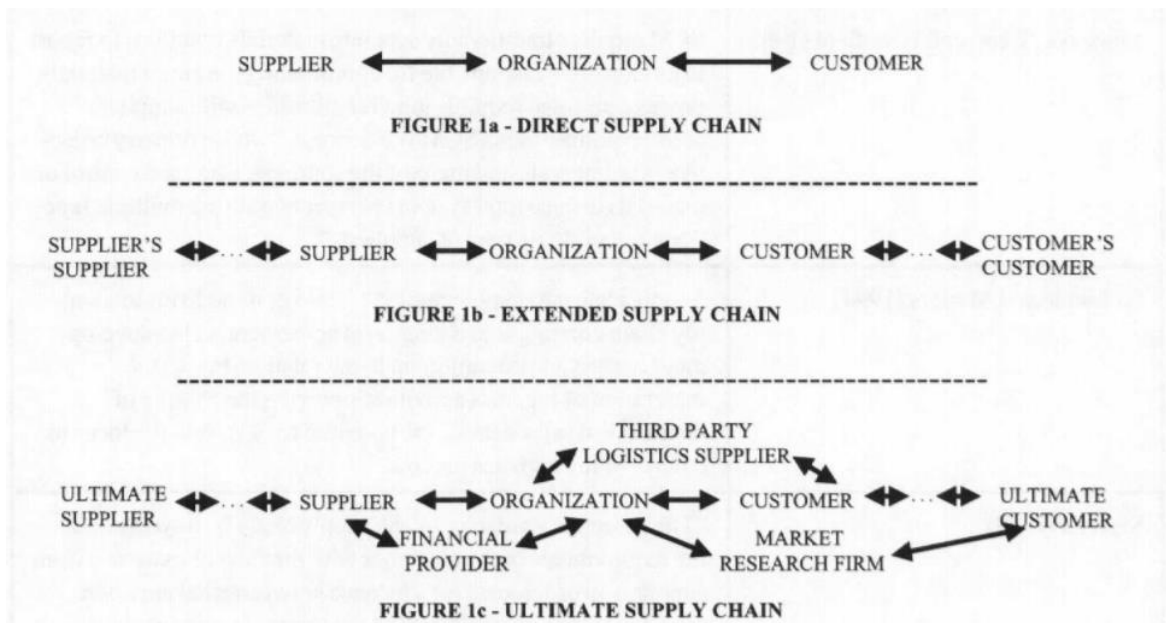 SUPPLIER ORGANIZATION CUSTOMER
FIGURE 1a - DIRECT SUPPLY CHAIN
SUPPLIER'S
SUPPLIER
... SUPPLIER ORGANIZATION CUSTOMER ...
CUSTOMER'S
CUSTOMER
FIGURE 1b - EXTENDED SUPPLY CHAIN
THIRD PARTY
LOGISTICS SUPPLIER
ULTIMATE
SUPPLIER
... SUPPLIER ORGANIZATION CUSTOMER ...
ULTIMATE
CUSTOMER
FINANCIAL
PROVIDER
MARKET
RESEARCH FIRM
FIGURE 1c - ULTIMATE SUPPLY CHAIN